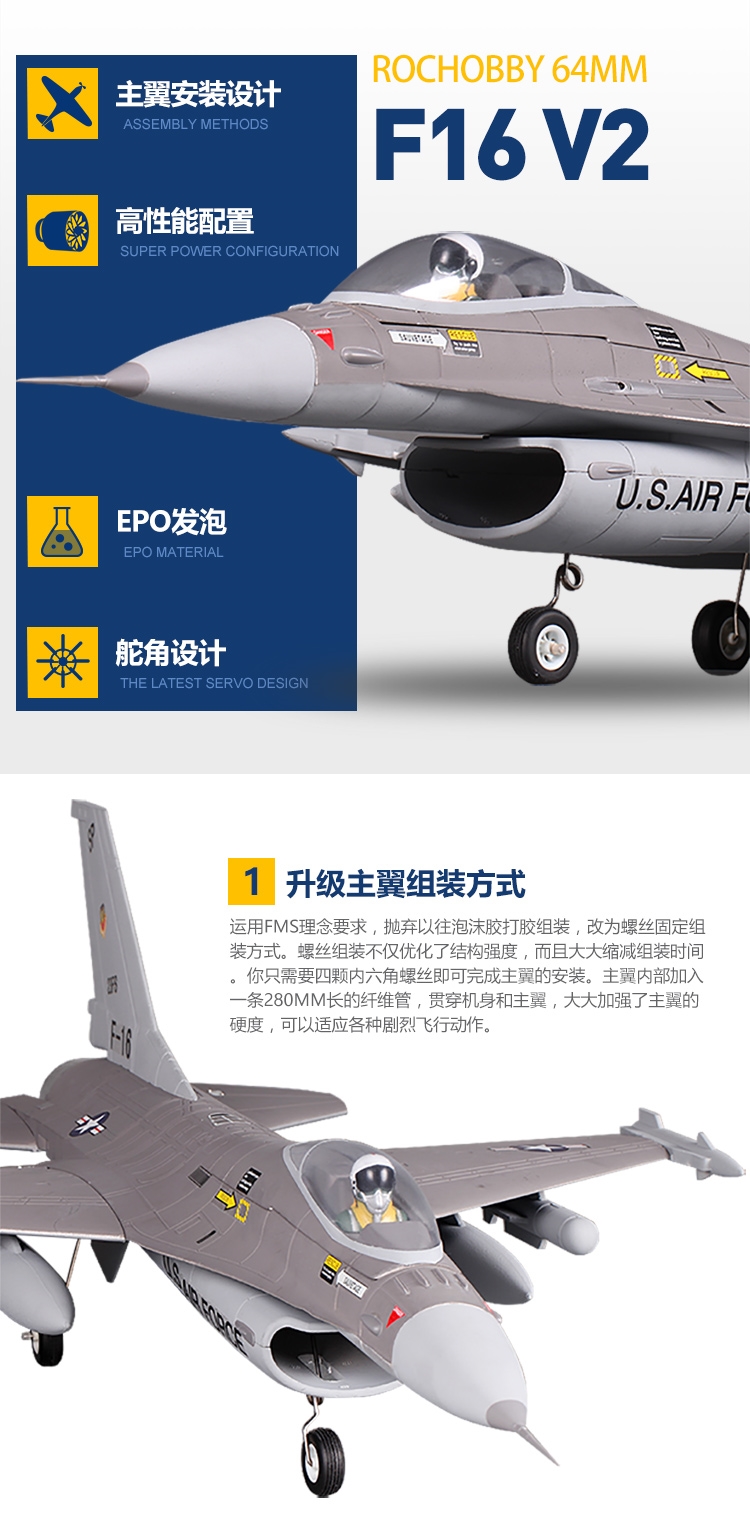 ROCHOBBY 64MM
F16 V2
主翼安装设计
ASSEMBLY METHODS
高性能配置
SUPER POWER CONFIGURATION
SAUVETAGE
RESCUE
U.S.AIR FO
EPO发泡
EPO MATERIAL
舵角设计
THE LATEST SERVO DESIGN
1 升级主翼组装方式
运用FMS理念要求，抛弃以往泡沫胶打胶组装，改为螺丝固定组
装方式。螺丝组装不仅优化了结构强度，而且大大缩减组装时间
。你只需要四颗内六角螺丝即可完成主翼的安装。主翼内部加入
一条280MM长的纤维管，贯穿机身和主翼，大大加强了主翼的
硬度，可以适应各种剧烈飞行动作。
F-16
U.S.AIR FORCE
SAUVETAGE